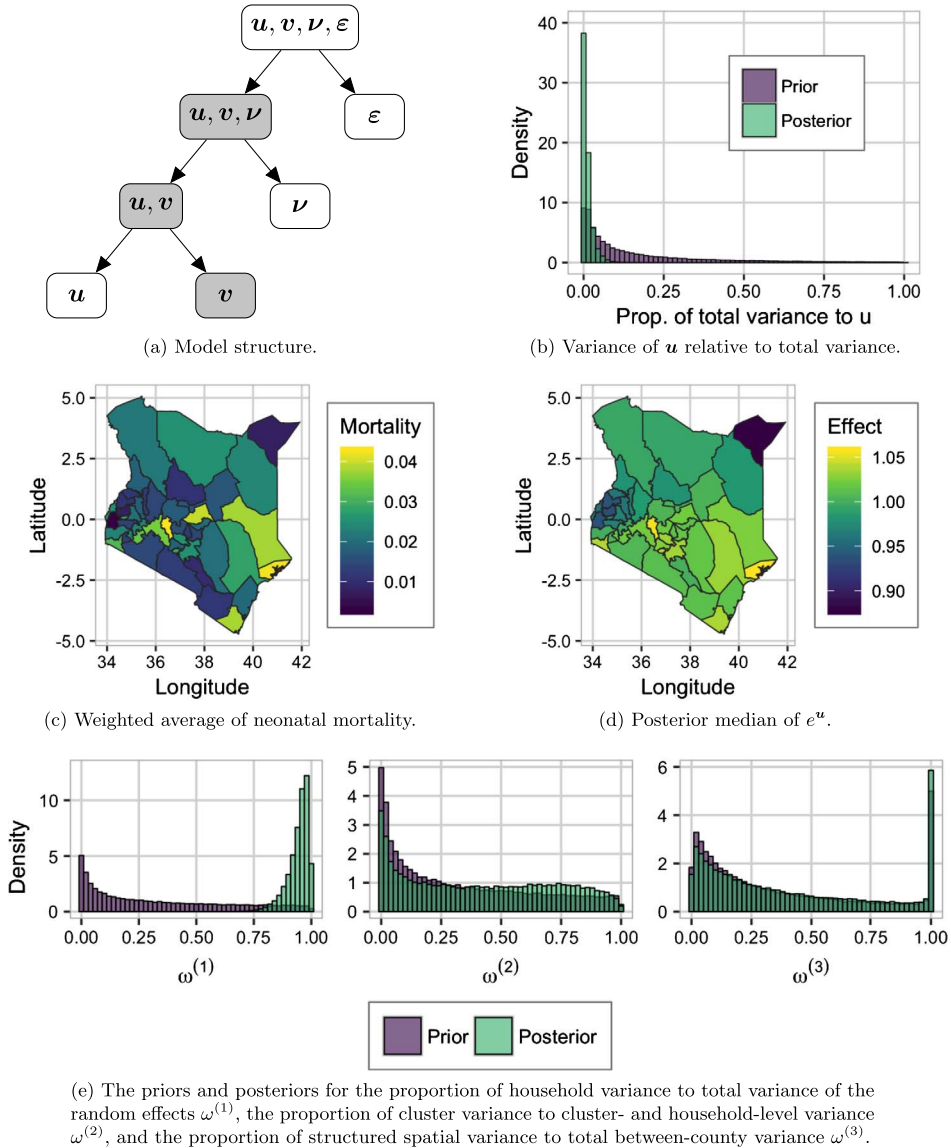 u, v, ν, ε
u, v, ν
ε
u, v
ν
u
v
(a) Model structure.
40
30
20
10
0
Density
Prior
Posterior
0.00
0.25
0.50
0.75
1.00
Prop. of total variance to u
(b) Variance of u relative to total variance.
5.0
2.5
0.0
-2.5
-5.0
Latitude
34
36
38
40
42
Longitude
Mortality
0.04
0.03
0.02
0.01
(c) Weighted average of neonatal mortality.
5.0
2.5
0.0
-2.5
-5.0
Latitude
34
36
38
40
42
Longitude
Effect
1.05
1.00
0.95
0.90
(d) Posterior median of e^u.
10
5
0
Density
0.00
0.25
0.50
0.75
1.00
ω(1)
5
4
3
2
1
0
0.00
0.25
0.50
0.75
1.00
ω(2)
6
4
2
0
0.00
0.25
0.50
0.75
1.00
ω(3)
Prior
Posterior
(e) The priors and posteriors for the proportion of household variance to total variance of the
random effects ω(1), the proportion of cluster variance to cluster- and household-level variance
ω(2), and the proportion of structured spatial variance to total between-county variance ω(3).